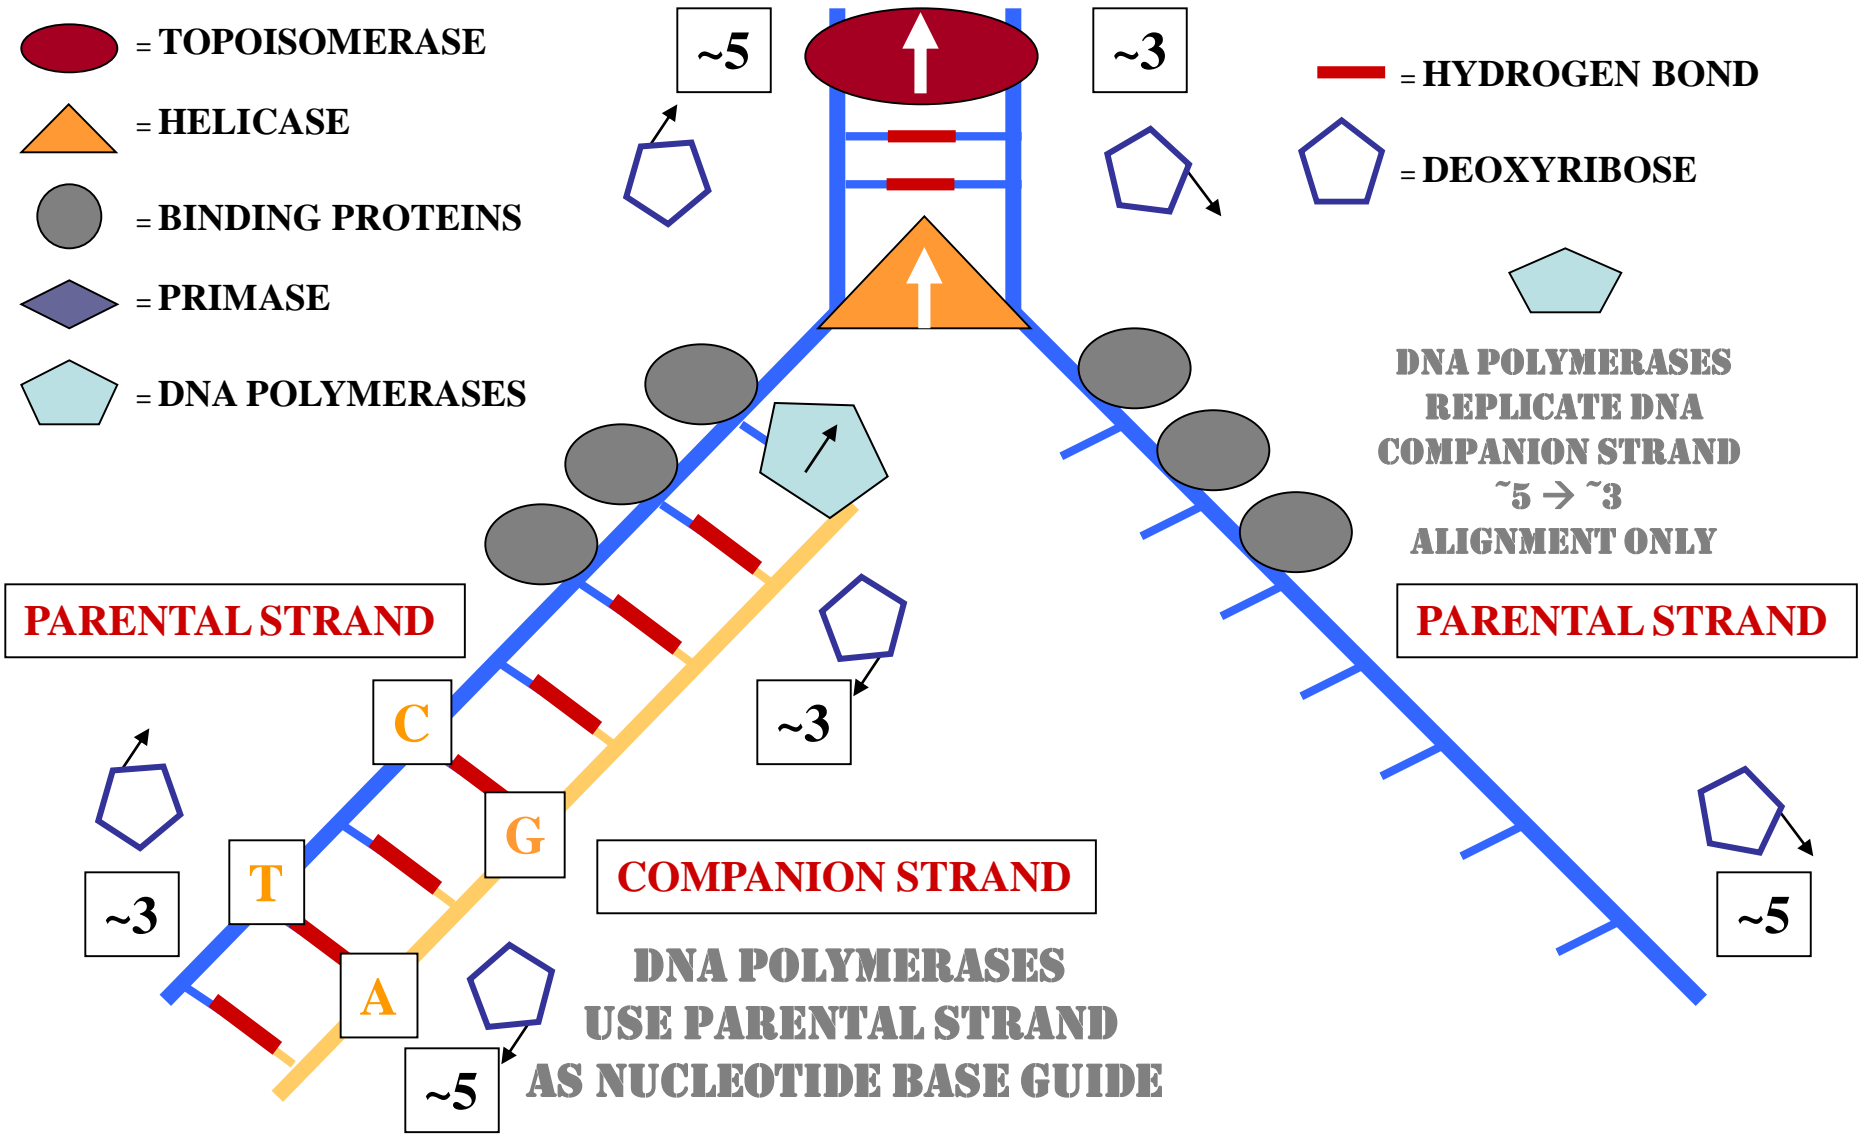 = TOPOISOMERASE
= HELICASE
= BINDING PROTEINS
= PRIMASE
= DNA POLYMERASES
~5
~3
= HYDROGEN BOND
= DEOXYRIBOSE
DNA POLYMERASES
REPLICATE DNA
COMPANION STRAND
~5 → ~3
ALIGNMENT ONLY
PARENTAL STRAND
PARENTAL STRAND
~3
C
G
T
A
~3
~5
COMPANION STRAND
~5
DNA POLYMERASES
USE PARENTAL STRAND
AS NUCLEOTIDE BASE GUIDE